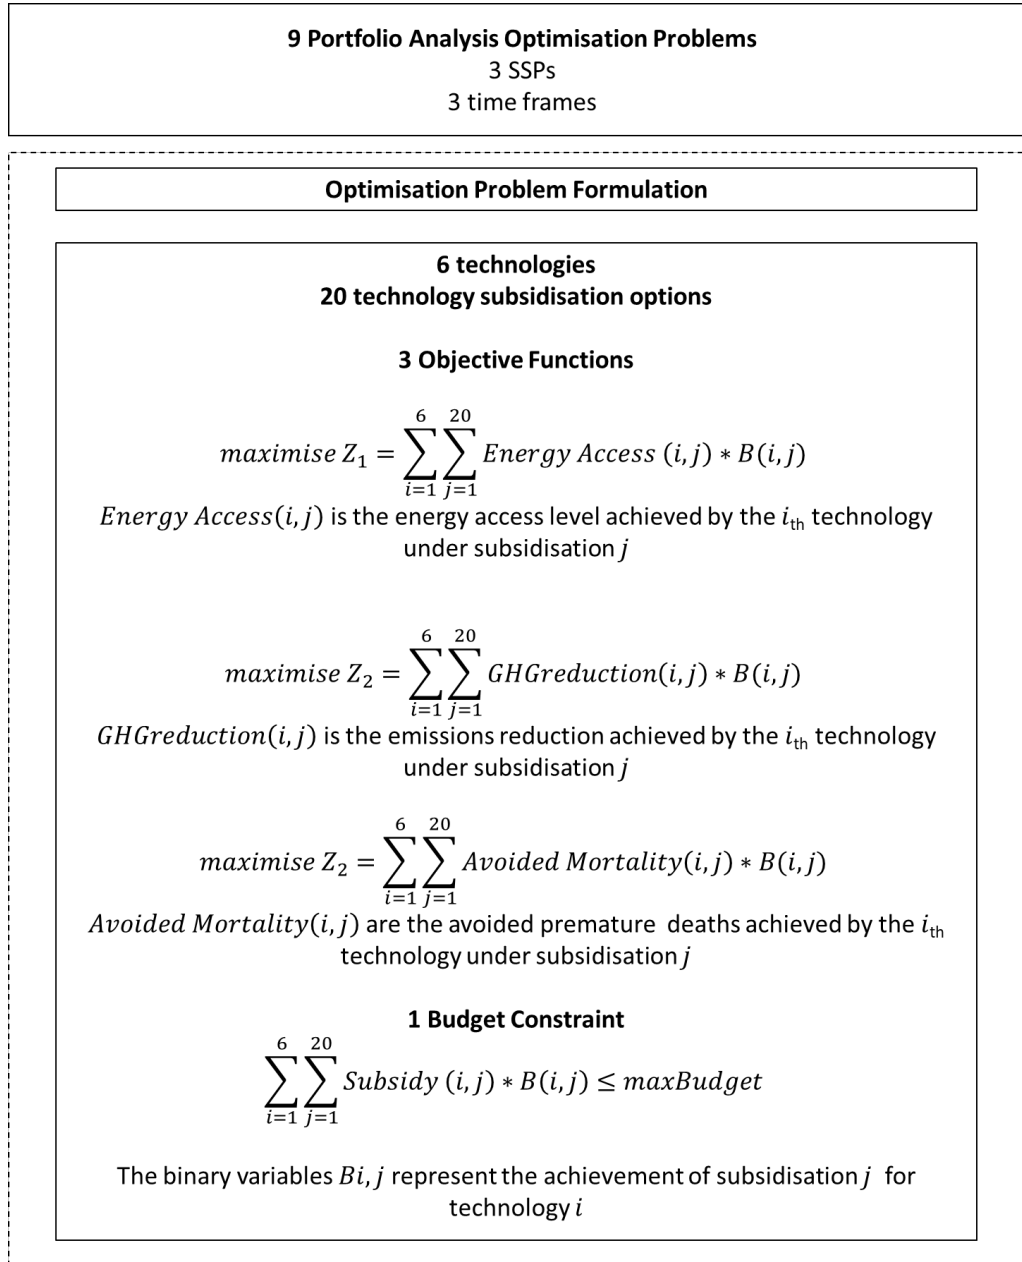 9 Portfolio Analysis Optimisation Problems
3 SSPs
3 time frames
Optimisation Problem Formulation
6 technologies
20 technology subsidisation options
3 Objective Functions
maximise Z₁ = ∑_{i=1}^{6} ∑_{j=1}^{20} Energy Access (i,j) * B(i,j)
Energy Access(i,j) is the energy access level achieved by the i_th technology
under subsidisation j
maximise Z₂ = ∑_{i=1}^{6} ∑_{j=1}^{20} GHGreduction(i,j) * B(i,j)
GHGreduction(i,j) is the emissions reduction achieved by the i_th technology
under subsidisation j
maximise Z₂ = ∑_{i=1}^{6} ∑_{j=1}^{20} Avoided Mortality(i,j) * B(i,j)
Avoided Mortality(i,j) are the avoided premature deaths achieved by the i_th
technology under subsidisation j
1 Budget Constraint
∑_{i=1}^{6} ∑_{j=1}^{20} Subsidy (i,j) * B(i,j) ≤ maxBudget
The binary variables Bi,j represent the achievement of subsidisation j for
technology i